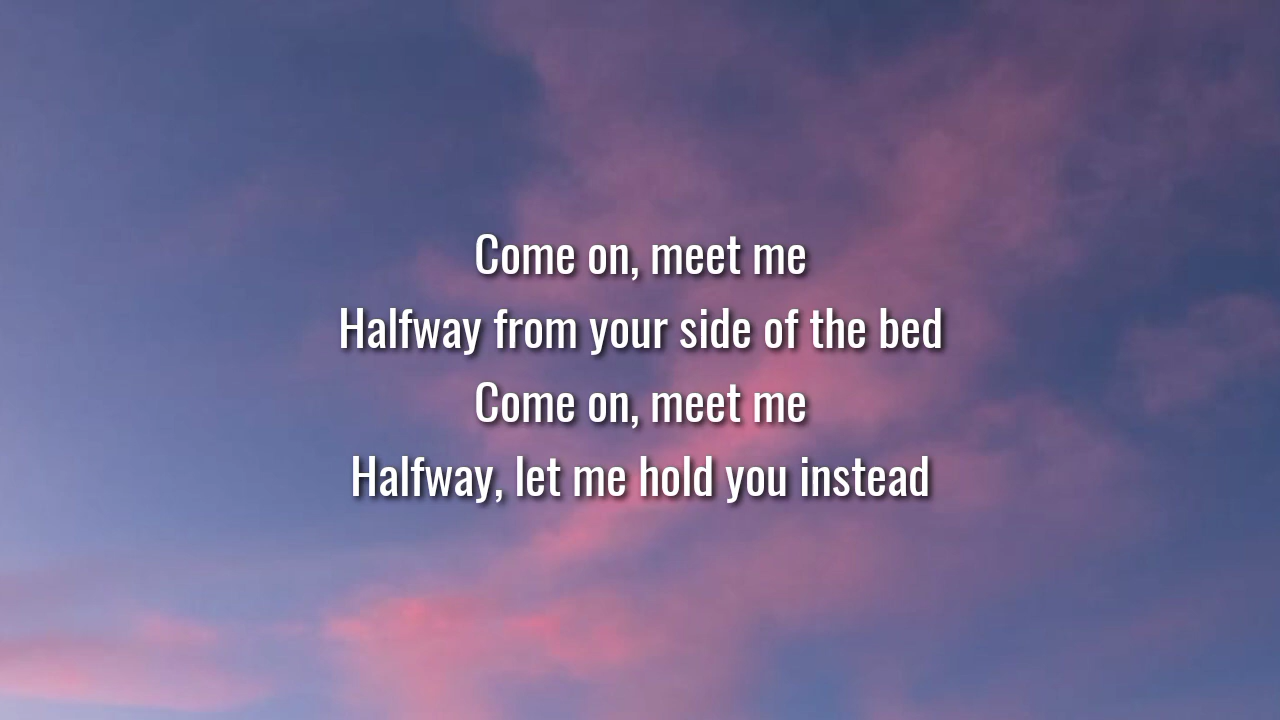 Come on, meet me
Halfway from your side of the bed
Come on, meet me
Halfway, let me hold you instead